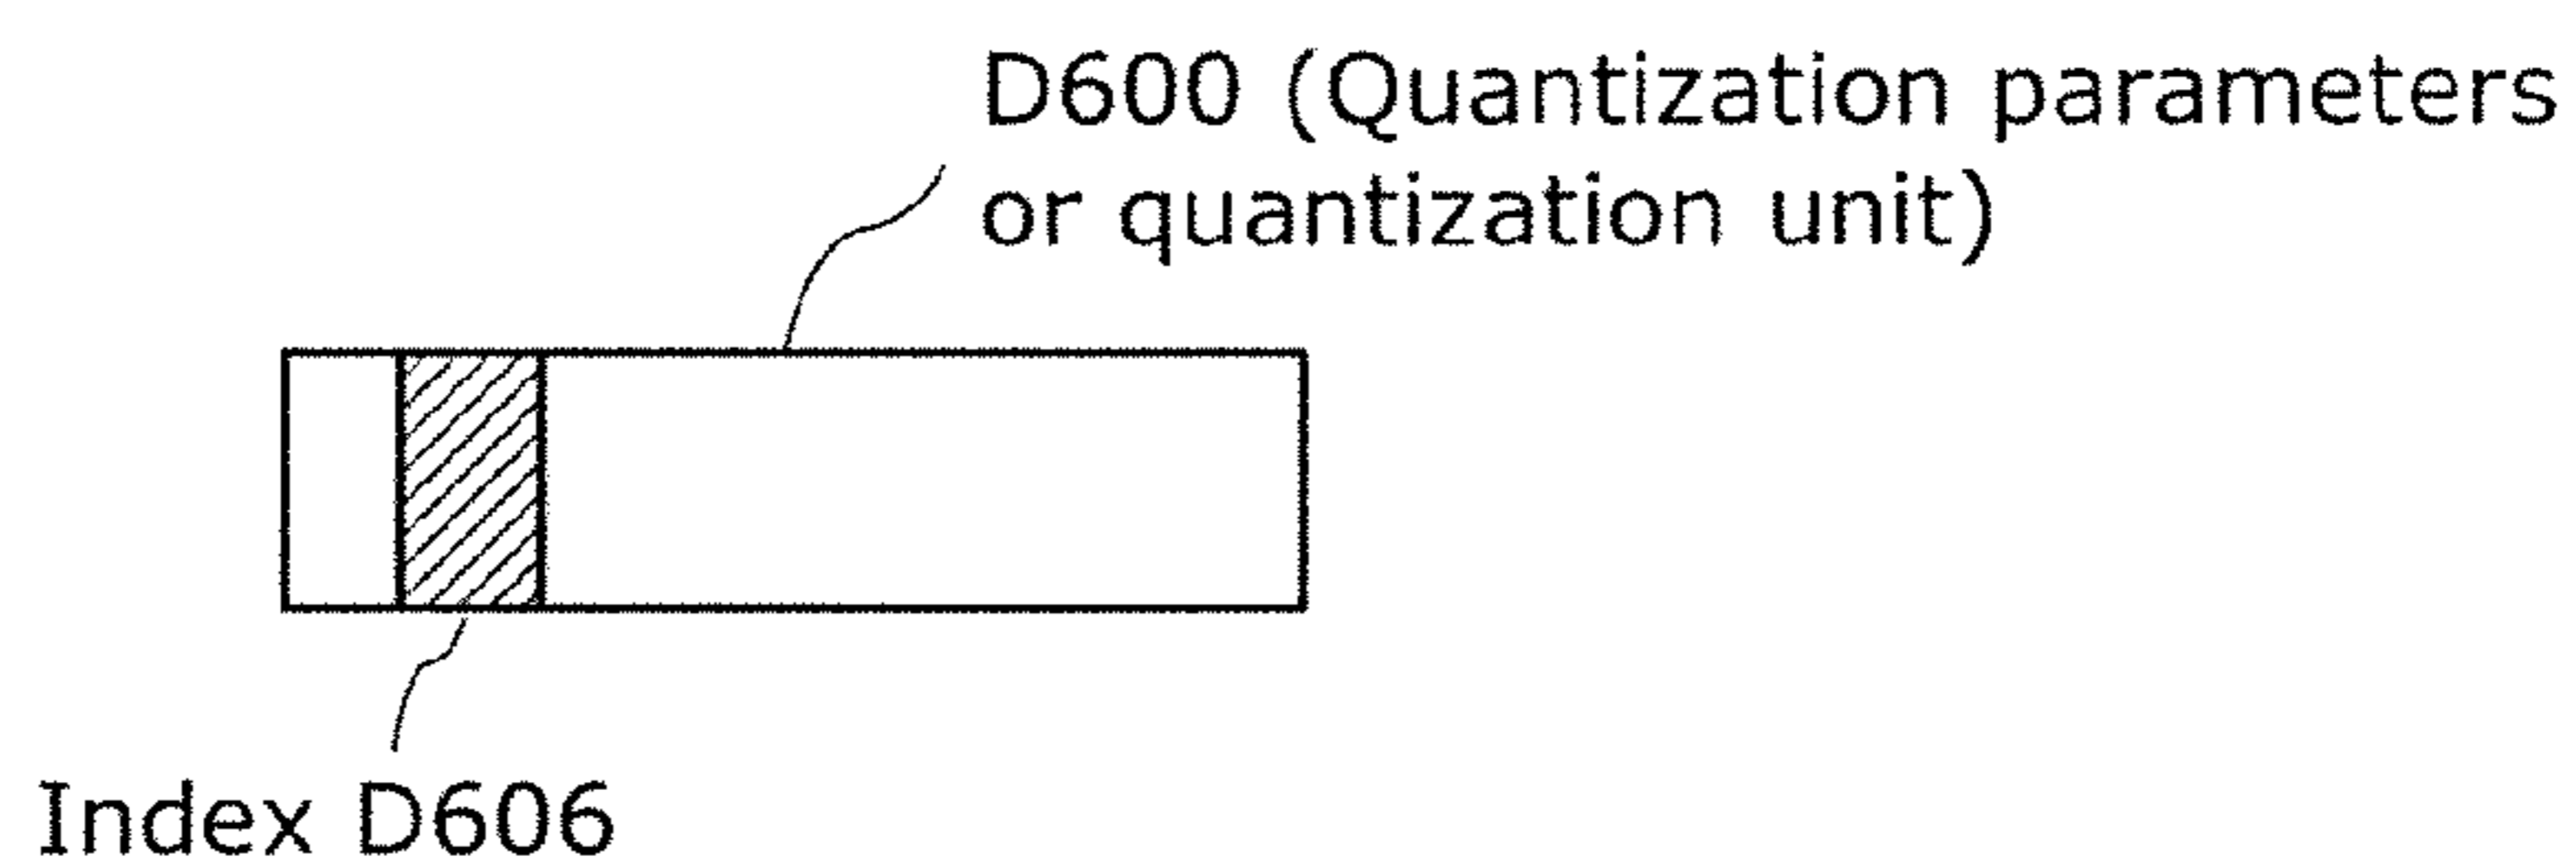 D600 (Quantization parameters
or quantization unit)
Index D606